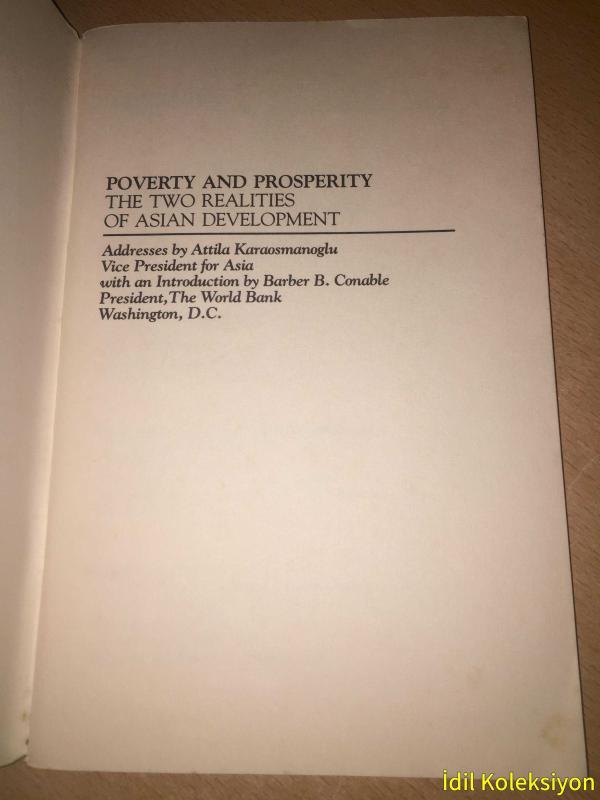 POVERTY AND PROSPERITY
THE TWO REALITIES
OF ASIAN DEVELOPMENT
Addresses by Attila Karaosmanoglu
Vice President for Asia
with an Introduction by Barber B. Conable
President, The World Bank
Washington, D.C.
İdil Koleksiyon